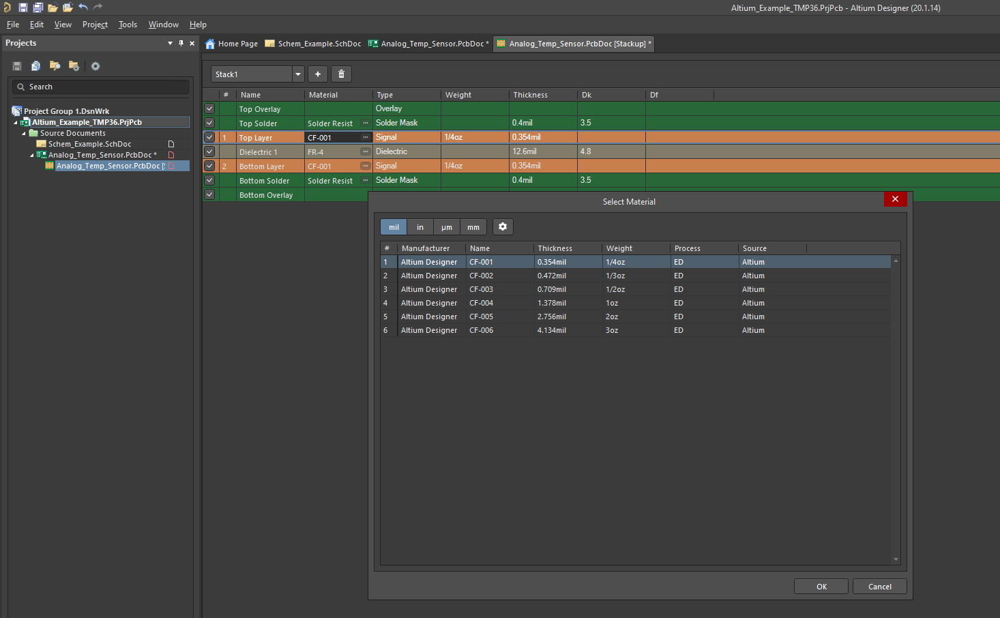 Altium_Example_TMP36.PrjPcb - Altium Designer (20.1.14)
File Edit View Project Tools Window Help
Projects
Home Page Schem_Example.SchDoc Analog_Temp_Sensor.PcbDoc * Analog_Temp_Sensor.PcbDoc [Stackup] *
Search
Project Group 1.DsnWrk
Altium_Example_TMP36.PrjPcb
Source Documents
Schem_Example.SchDoc
Analog_Temp_Sensor.PcbDoc *
Analog_Temp_Sensor.PcbDoc [
Stack1
# Name Material Type Weight Thickness Dk Df
Top Overlay Overlay
Top Solder Solder Resist ... Solder Mask 0.4mil 3.5
1 Top Layer CF-001 ... Signal 1/4oz 0.354mil
Dielectric 1 FR-4 ... Dielectric 12.6mil 4.8
2 Bottom Layer CF-001 ... Signal 1/4oz 0.354mil
Bottom Solder Solder Resist ... Solder Mask 0.4mil 3.5
Bottom Overlay
Select Material
mil in µm mm
# Manufacturer Name Thickness Weight Process Source
1 Altium Designer CF-001 0.354mil 1/4oz ED Altium
2 Altium Designer CF-002 0.472mil 1/3oz ED Altium
3 Altium Designer CF-003 0.709mil 1/2oz ED Altium
4 Altium Designer CF-004 1.378mil 1oz ED Altium
5 Altium Designer CF-005 2.756mil 2oz ED Altium
6 Altium Designer CF-006 4.134mil 3oz ED Altium
OK Cancel